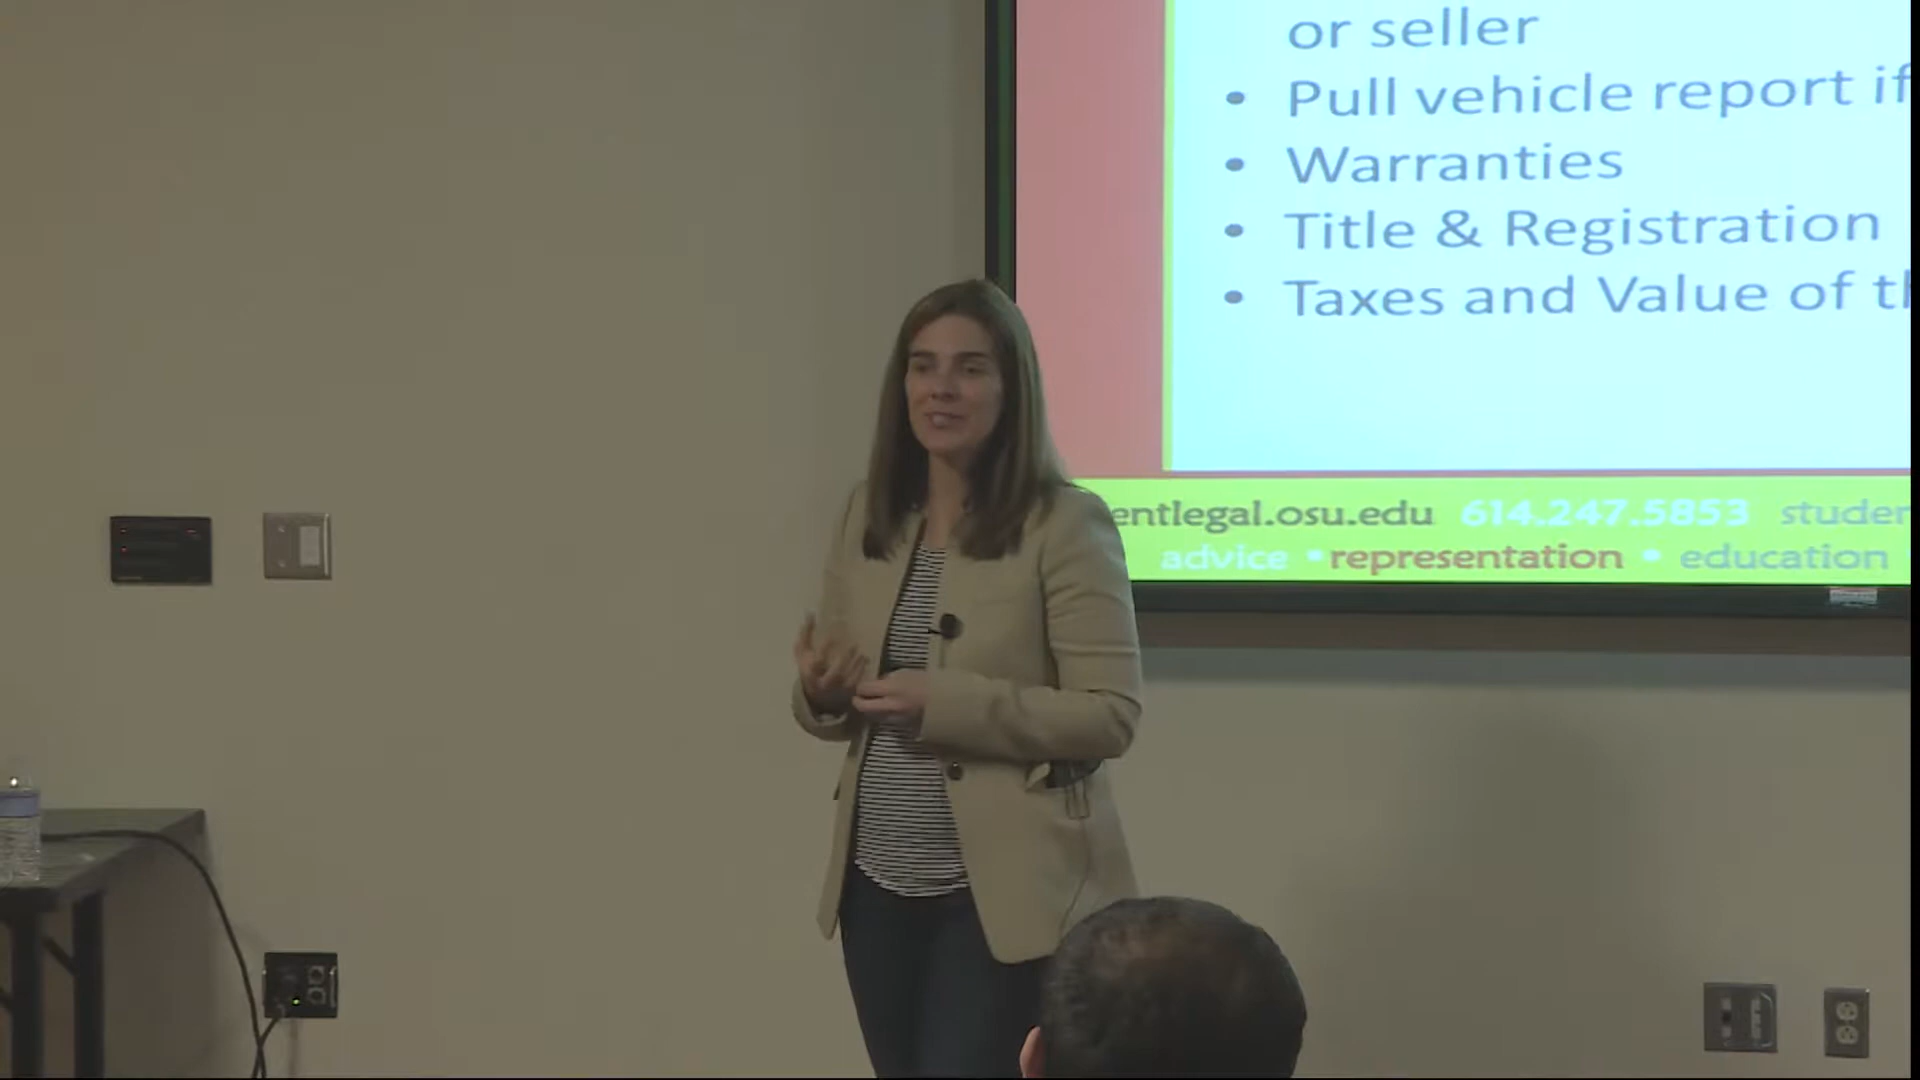 or seller
• Pull vehicle report if
• Warranties
• Title & Registration
• Taxes and Value of
entlegal.osu.edu 614.247.5853 studen
advice • representation • education